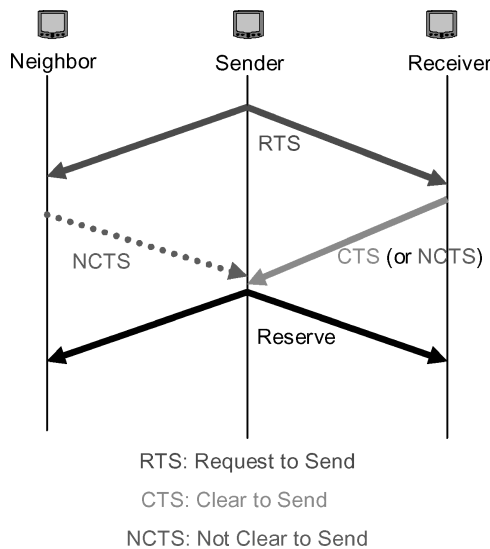 Neighbor
Sender
Receiver
RTS
NCTS
CTS (or NCTS)
Reserve
RTS: Request to Send
CTS: Clear to Send
NCTS: Not Clear to Send